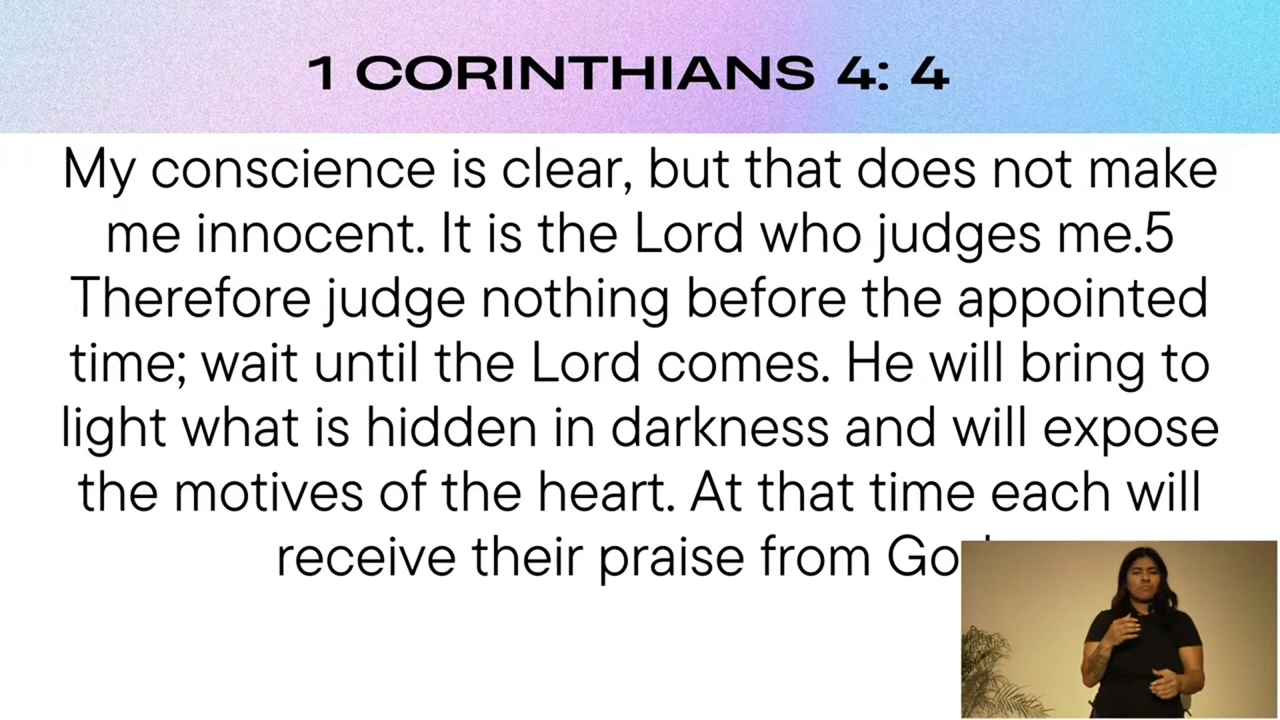 1 CORINTHIANS 4: 4
My conscience is clear, but that does not make
me innocent. It is the Lord who judges me.5
Therefore judge nothing before the appointed
time; wait until the Lord comes. He will bring to
light what is hidden in darkness and will expose
the motives of the heart. At that time each will
receive their praise from